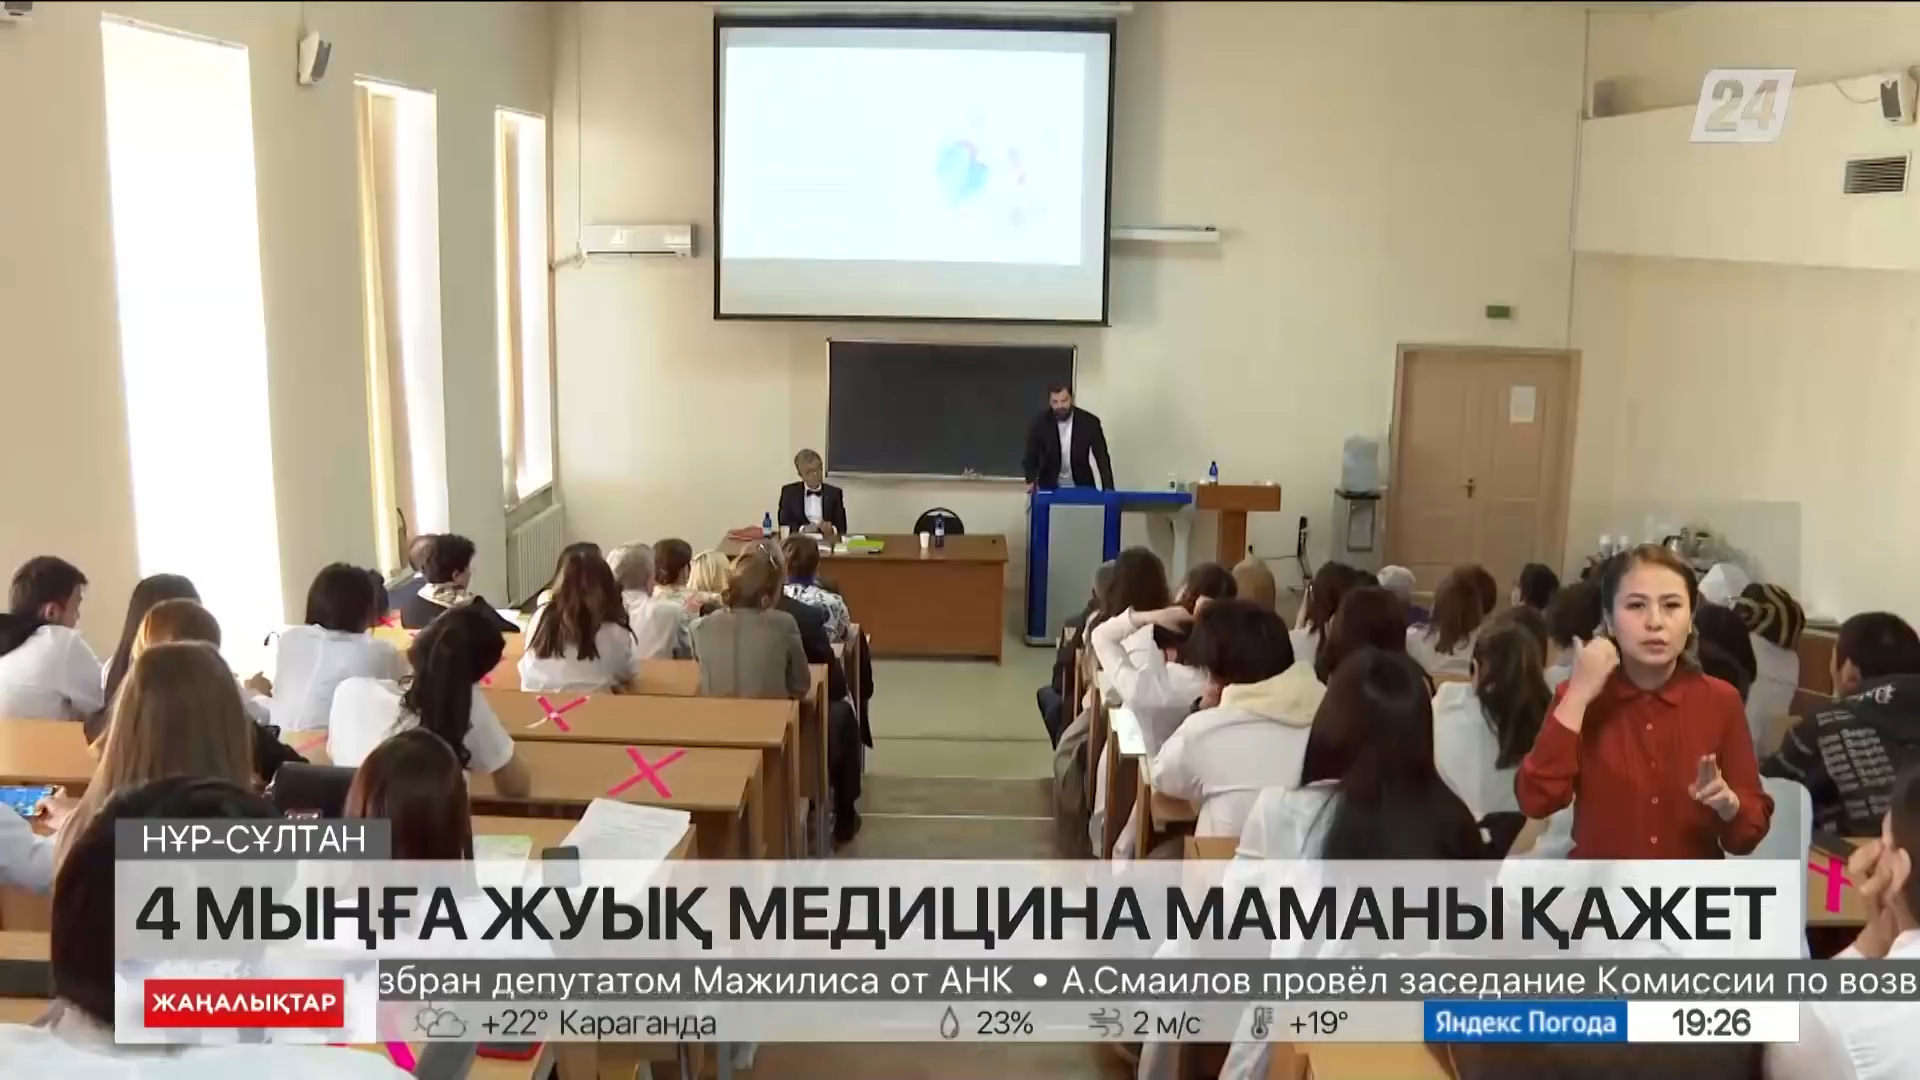 24
НҰР-СҰЛТАН
4 МЫҢҒА ЖУЫҚ МЕДИЦИНА МАМАНЫ ҚАЖЕТ
ЖАҢАЛЫҚТАР
збран депутатом Мажилиса от АНК • А.Смаилов провёл заседание Комиссии по возв
+22° Караганда 23% 2 м/с +19° Яндекс Погода 19:26